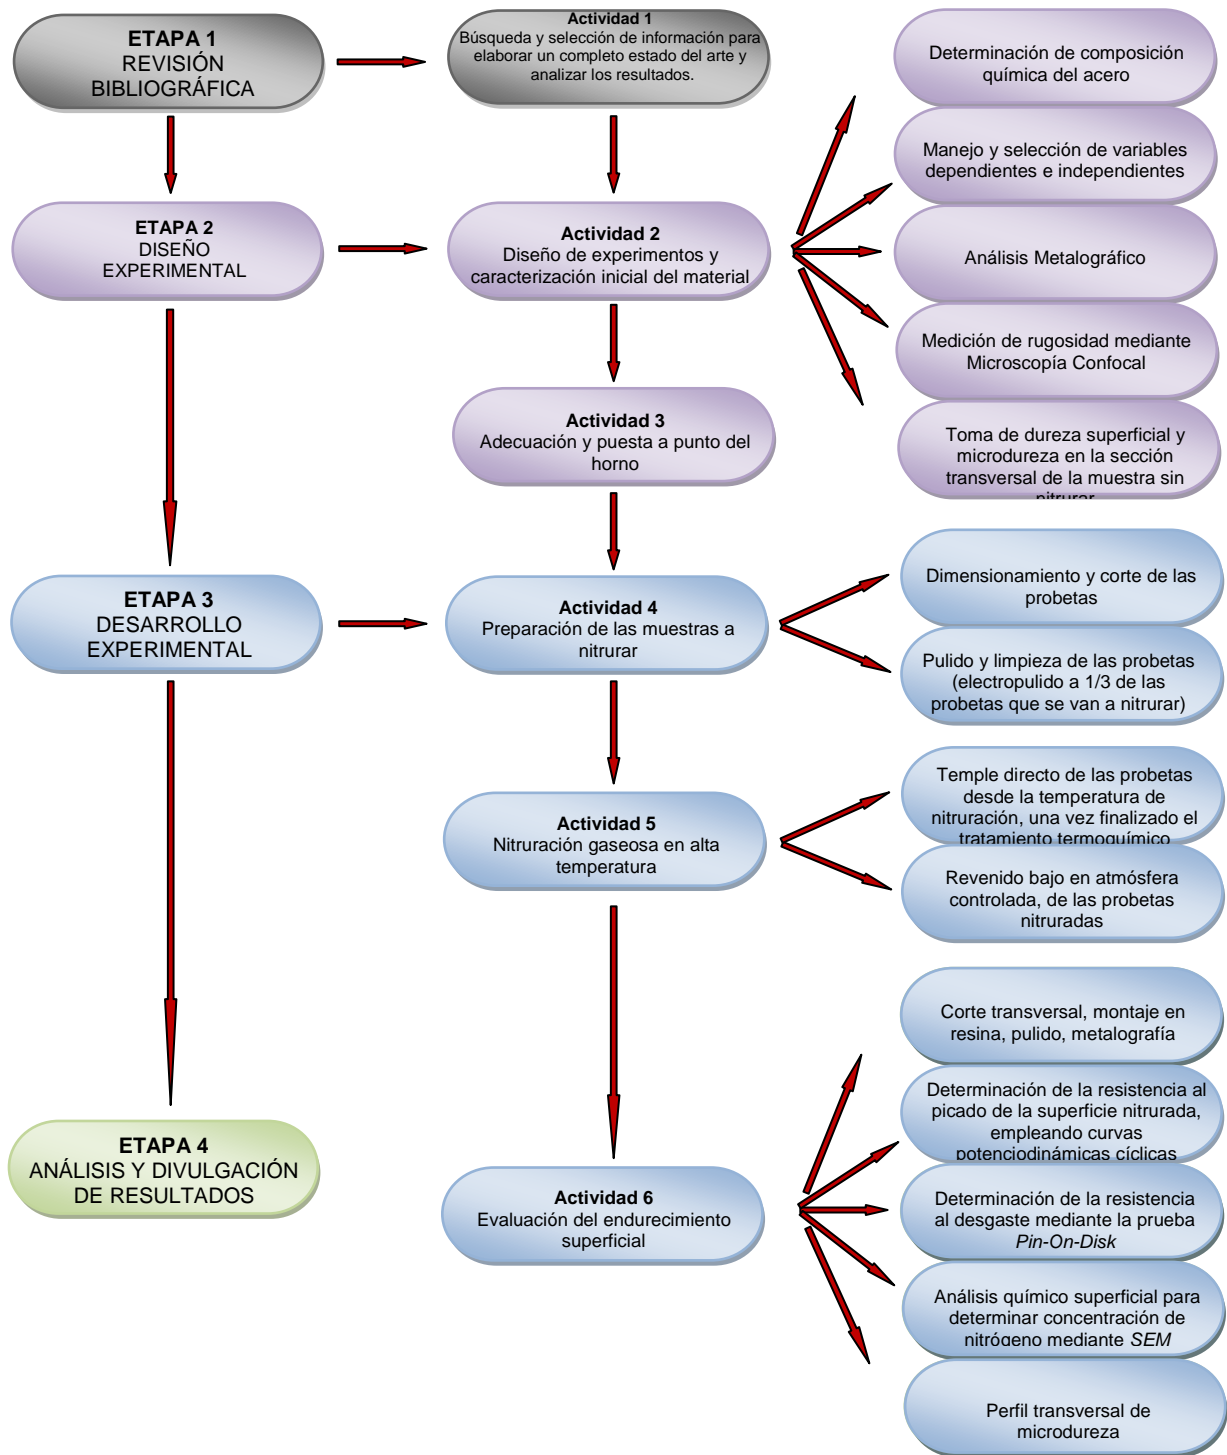 ETAPA 1
REVISIÓN
BIBLIOGRÁFICA
Actividad 1
Búsqueda y selección de información para
elaborar un completo estado del arte y
analizar los resultados.
Determinación de composición
química del acero
Manejo y selección de variables
dependientes e independientes
ETAPA 2
DISEÑO
EXPERIMENTAL
Actividad 2
Diseño de experimentos y
caracterización inicial del material
Análisis Metalográfico
Medición de rugosidad mediante
Microscopía Confocal
Actividad 3
Adecuación y puesta a punto del
horno
Toma de dureza superficial y
microdureza en la sección
transversal de la muestra sin
nitrurar
ETAPA 3
DESARROLLO
EXPERIMENTAL
Actividad 4
Preparación de las muestras a
nitrurar
Dimensionamiento y corte de las
probetas
Pulido y limpieza de las probetas
(electropulido a 1/3 de las
probetas que se van a nitrurar)
Actividad 5
Nitruración gaseosa en alta
temperatura
Temple directo de las probetas
desde la temperatura de
nitruración, una vez finalizado el
tratamiento termoquímico
Revenido bajo en atmósfera
controlada, de las probetas
nitruradas
Corte transversal, montaje en
resina, pulido, metalografía
Determinación de la resistencia al
picado de la superficie nitrurada,
empleando curvas
potenciodinámicas cíclicas
ETAPA 4
ANÁLISIS Y DIVULGACIÓN
DE RESULTADOS
Actividad 6
Evaluación del endurecimiento
superficial
Determinación de la resistencia
al desgaste mediante la prueba
Pin-On-Disk
Análisis químico superficial para
determinar concentración de
nitrógeno mediante SEM
Perfil transversal de
microdureza